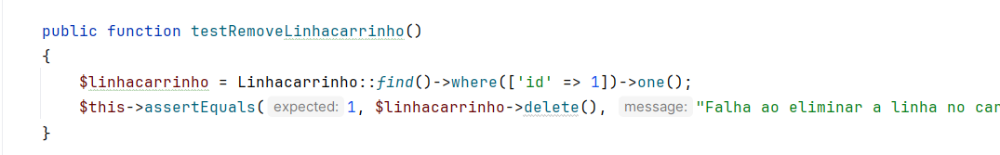 public function testRemoveLinhacarrinho()
{
$linhacarrinho = Linhacarrinho::find()->where(['id' => 1])->one();
$this->assertEquals( expected: 1, $linhacarrinho->delete(), message: "Falha ao eliminar a linha no car
}